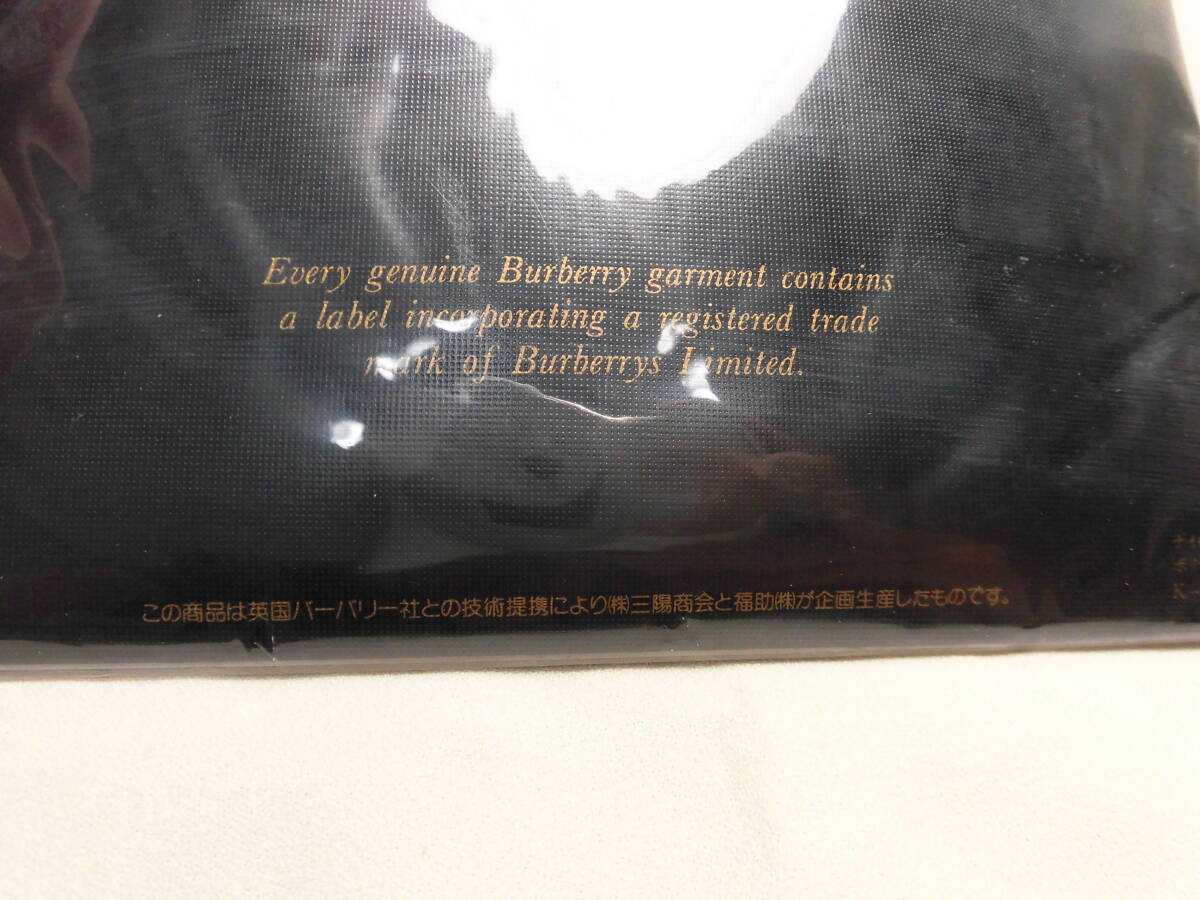 Every genuine Burberry garment contains
a label incorporating a registered trade
mark of Burberrys Limited.
この商品は英国バーバリー社との技術提携により㈱三陽商会と福助㈱が企画生産したものです。